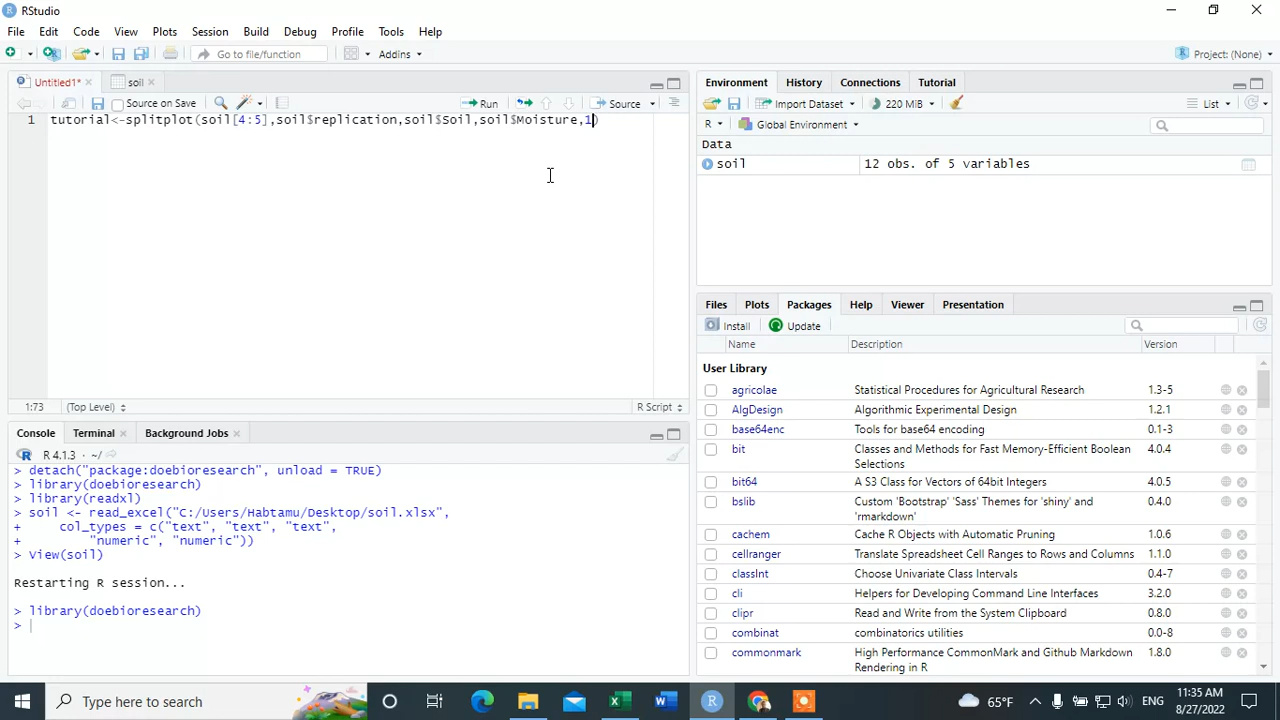 RStudio
File Edit Code View Plots Session Build Debug Profile Tools Help
Go to file/function Addins Project: (None)
Untitled1* soil
Source on Save Run Source
1 tutorial<-splitplot(soil[4:5],soil$replication,soil$Soil,soil$Moisture,1)
1:73 (Top Level) R Script
Console Terminal Background Jobs
R 4.1.3 · ~/
> detach("package:doebioresearch", unload = TRUE)
> library(doebioresearch)
> library(readxl)
> soil <- read_excel("C:/Users/Habtamu/Desktop/soil.xlsx",
+ col_types = c("text", "text", "text",
+ "numeric", "numeric"))
> View(soil)
Restarting R session...
> library(doebioresearch)
>
Environment History Connections Tutorial
Import Dataset 220 MiB List
R Global Environment
Data
soil 12 obs. of 5 variables
Files Plots Packages Help Viewer Presentation
Install Update
Name Description Version
User Library
agricolae Statistical Procedures for Agricultural Research 1.3-5
AlgDesign Algorithmic Experimental Design 1.2.1
base64enc Tools for base64 encoding 0.1-3
bit Classes and Methods for Fast Memory-Efficient Boolean 4.0.4
Selections
bit64 A S3 Class for Vectors of 64bit Integers 4.0.5
bslib Custom 'Bootstrap' 'Sass' Themes for 'shiny' and 0.4.0
'rmarkdown'
cachem Cache R Objects with Automatic Pruning 1.0.6
cellranger Translate Spreadsheet Cell Ranges to Rows and Columns 1.1.0
classInt Choose Univariate Class Intervals 0.4-7
cli Helpers for Developing Command Line Interfaces 3.2.0
clipr Read and Write from the System Clipboard 0.8.0
combinat combinatorics utilities 0.0-8
commonmark High Performance CommonMark and Github Markdown 1.8.0
Rendering in R
Type here to search 65°F ENG 11:35 AM
8/27/2022